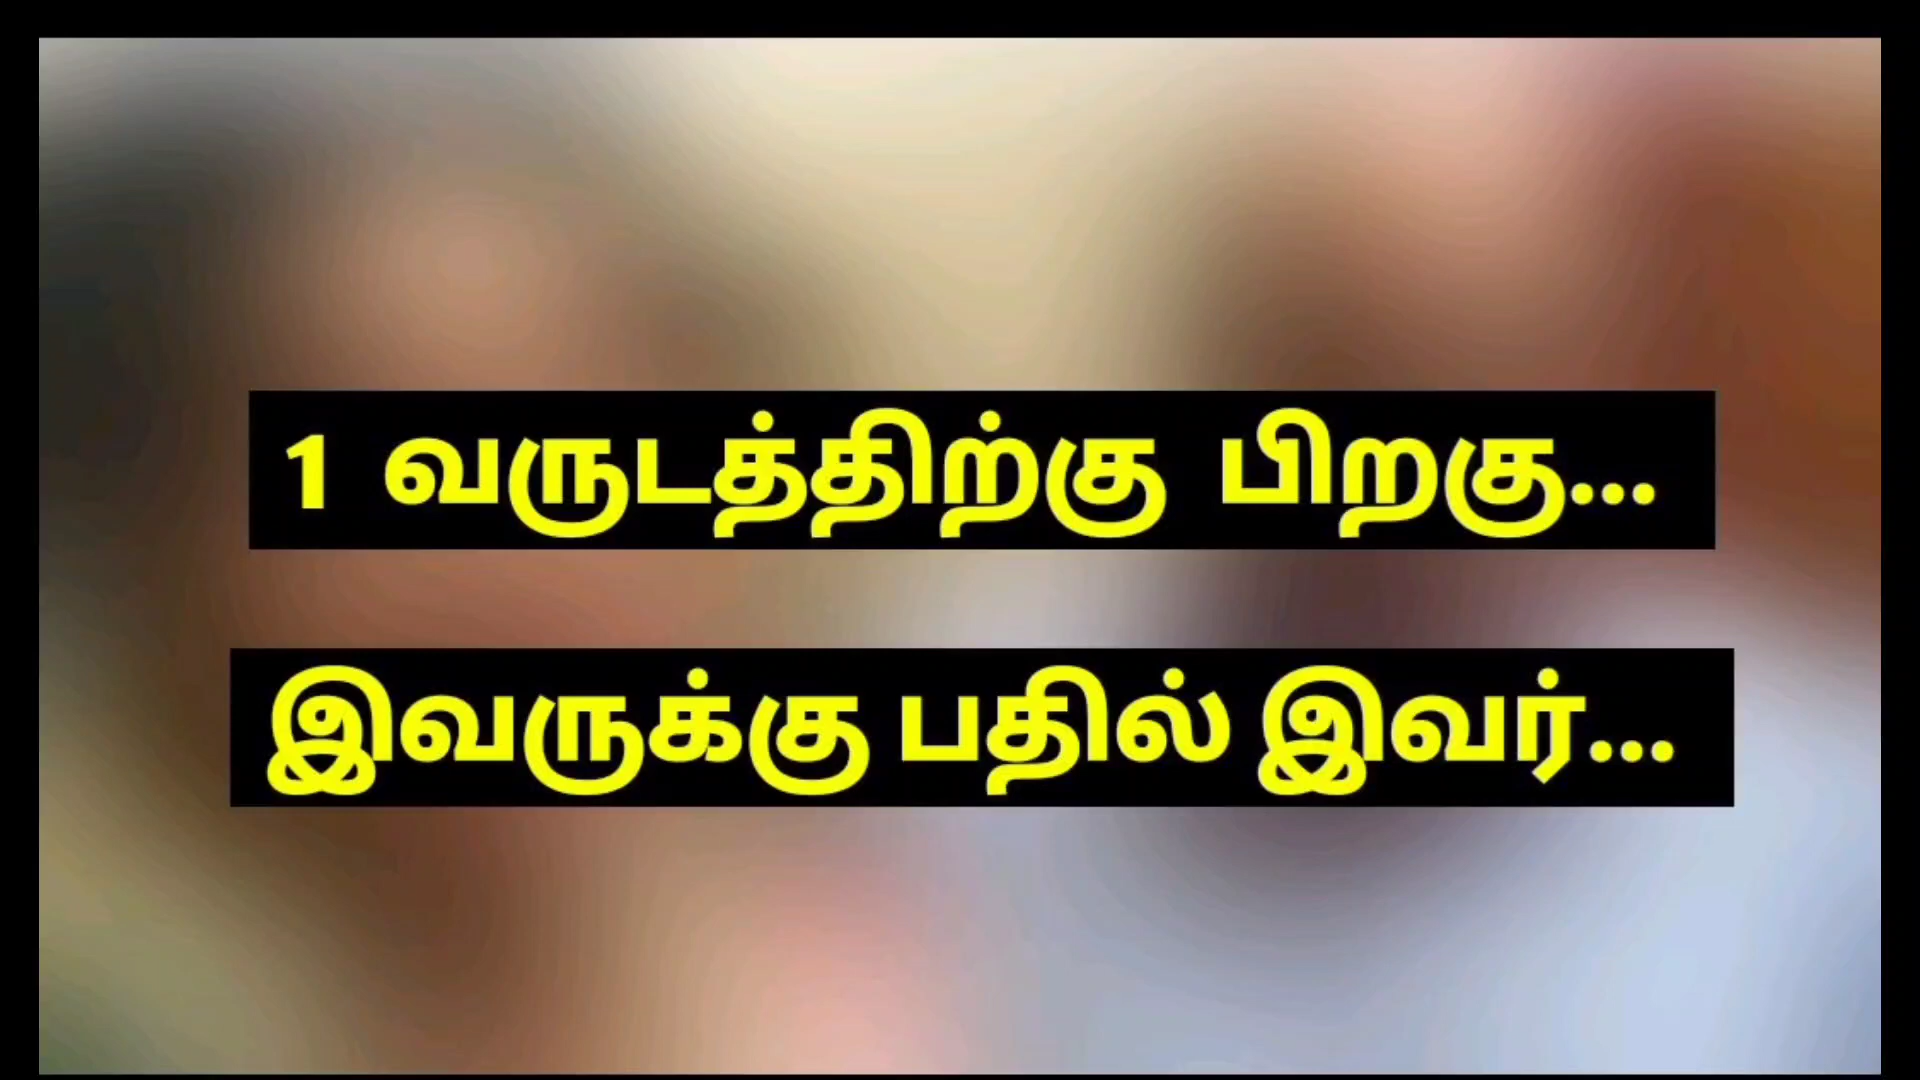 1 வருடத்திற்கு பிறகு...
இவருக்கு பதில் இவர்...